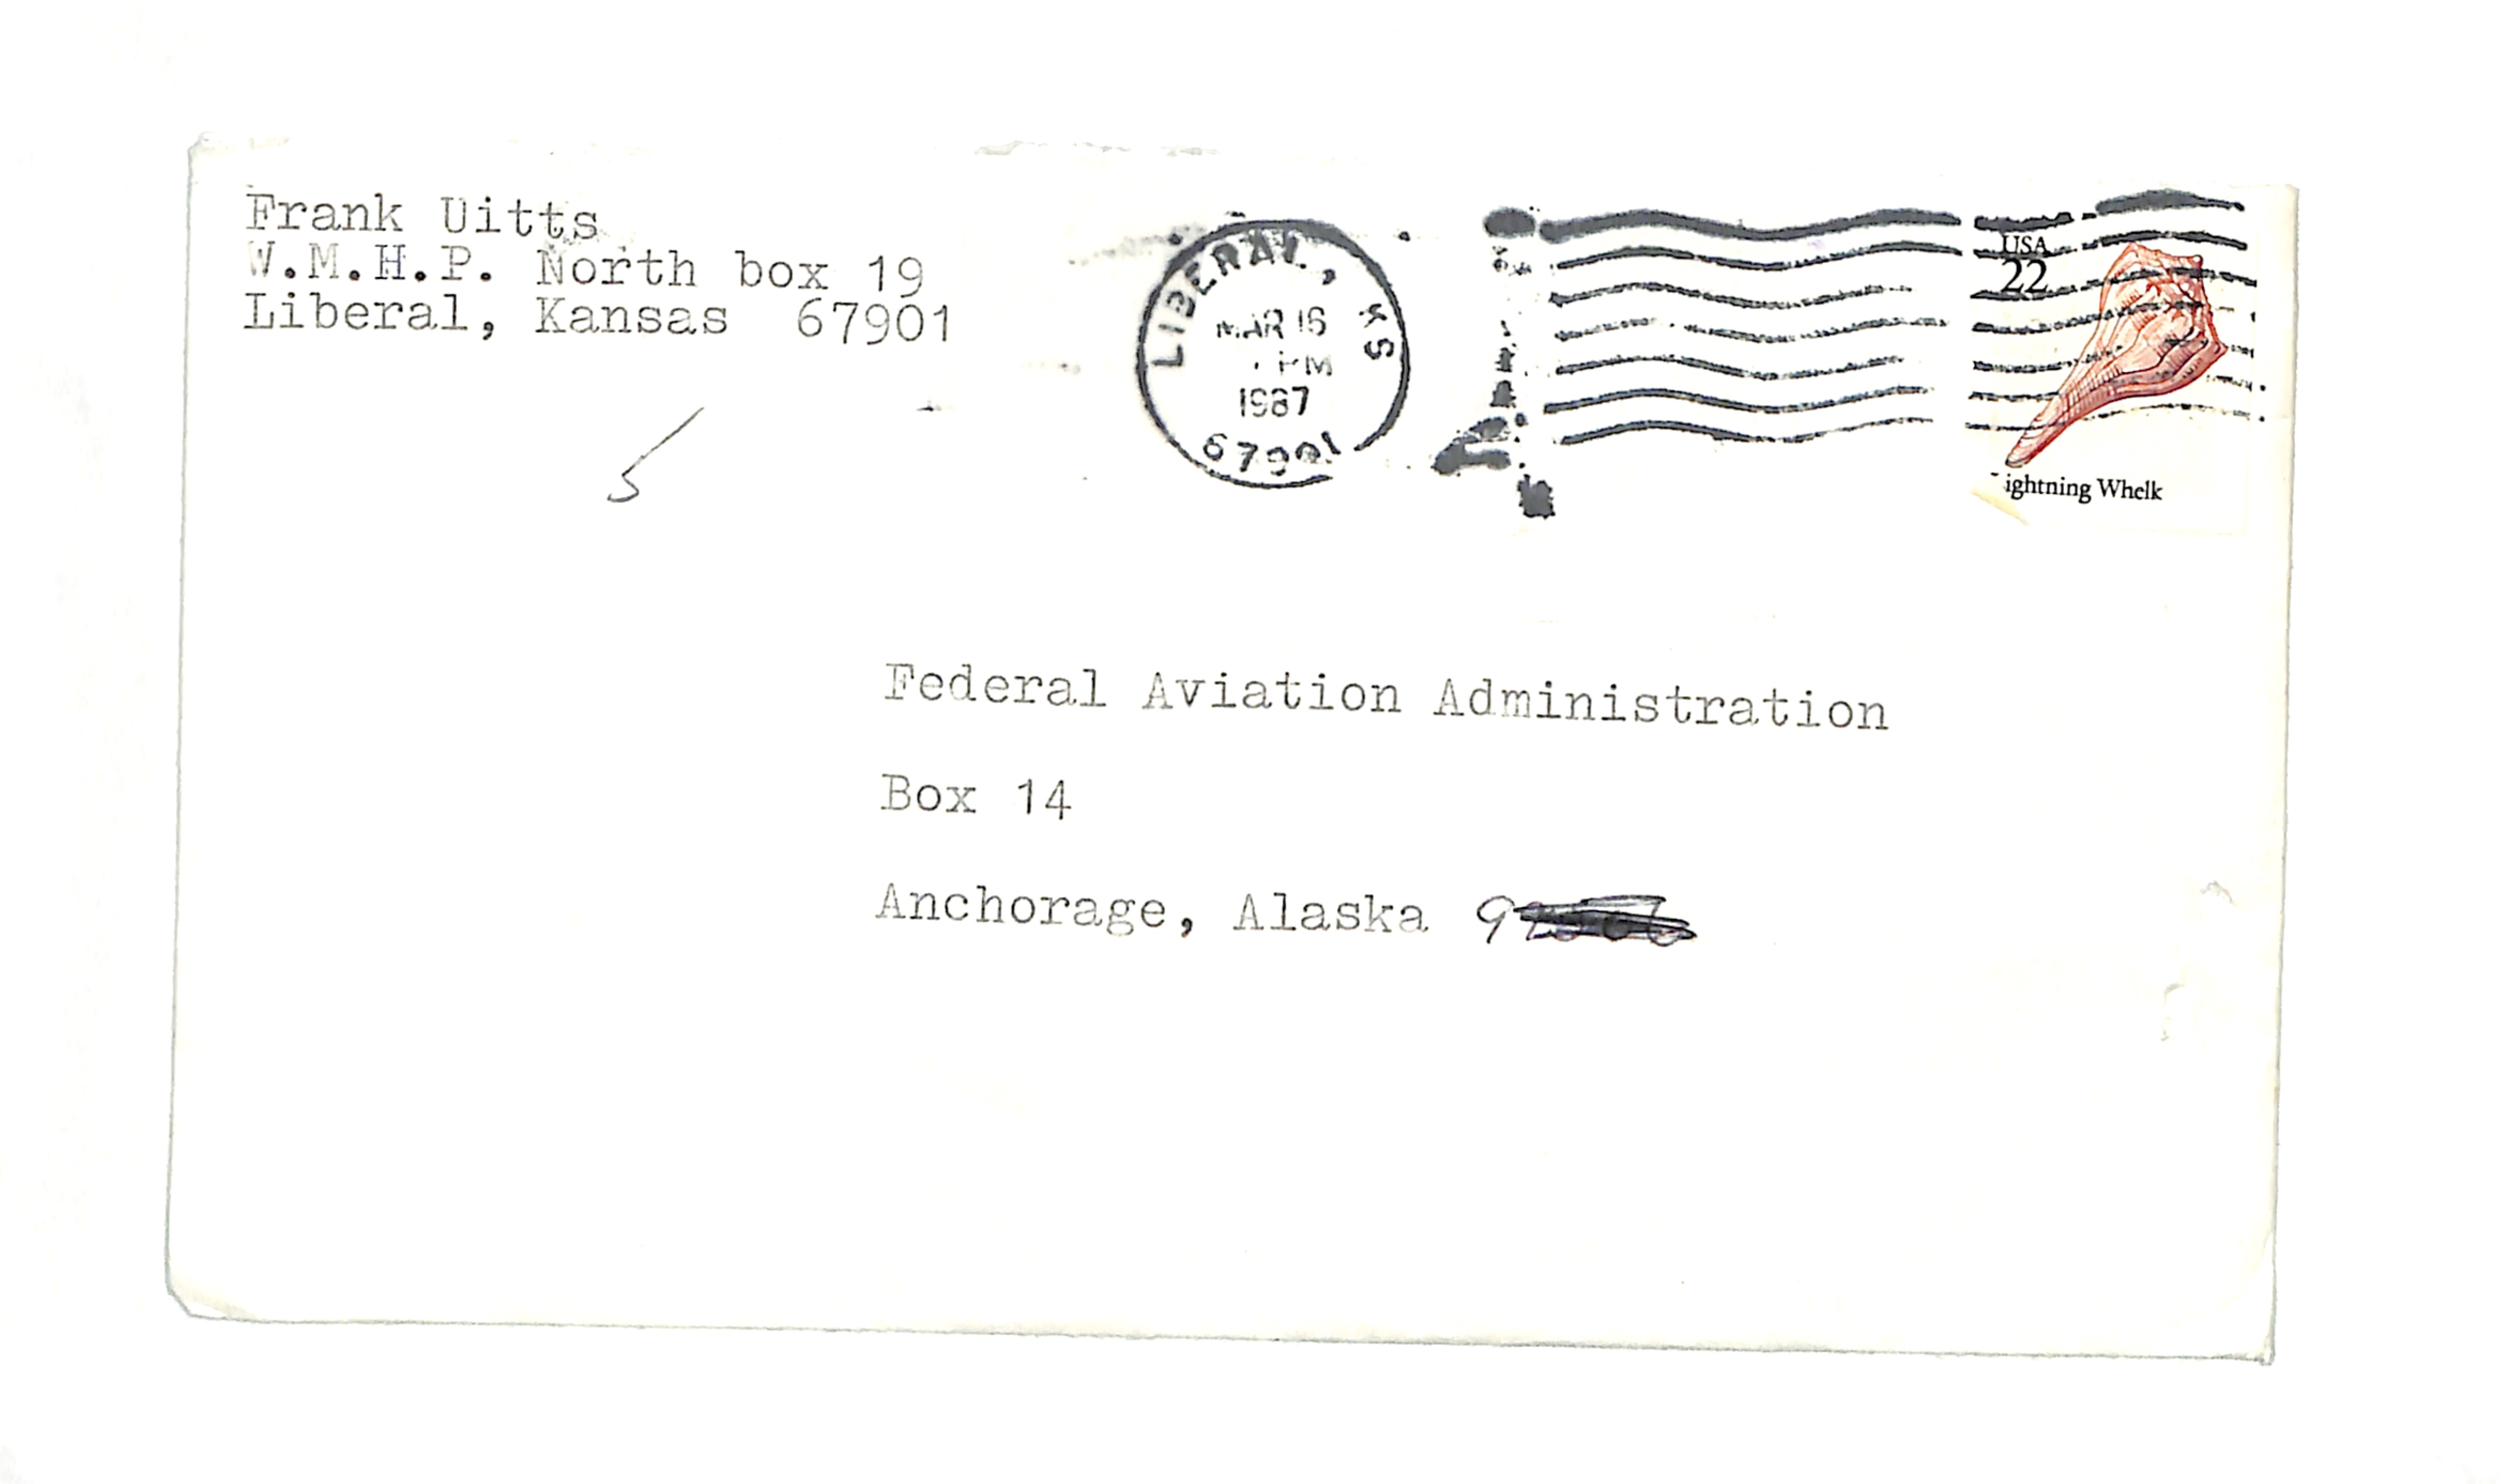 Frank Uitts
W.M.H.P. North box 19
Liberal, Kansas 67901
LIBERAL, KS
MAR 16
PM
1987
67901
USA
22
ightning Whelk
Federal Aviation Administration
Box 14
Anchorage, Alaska 9